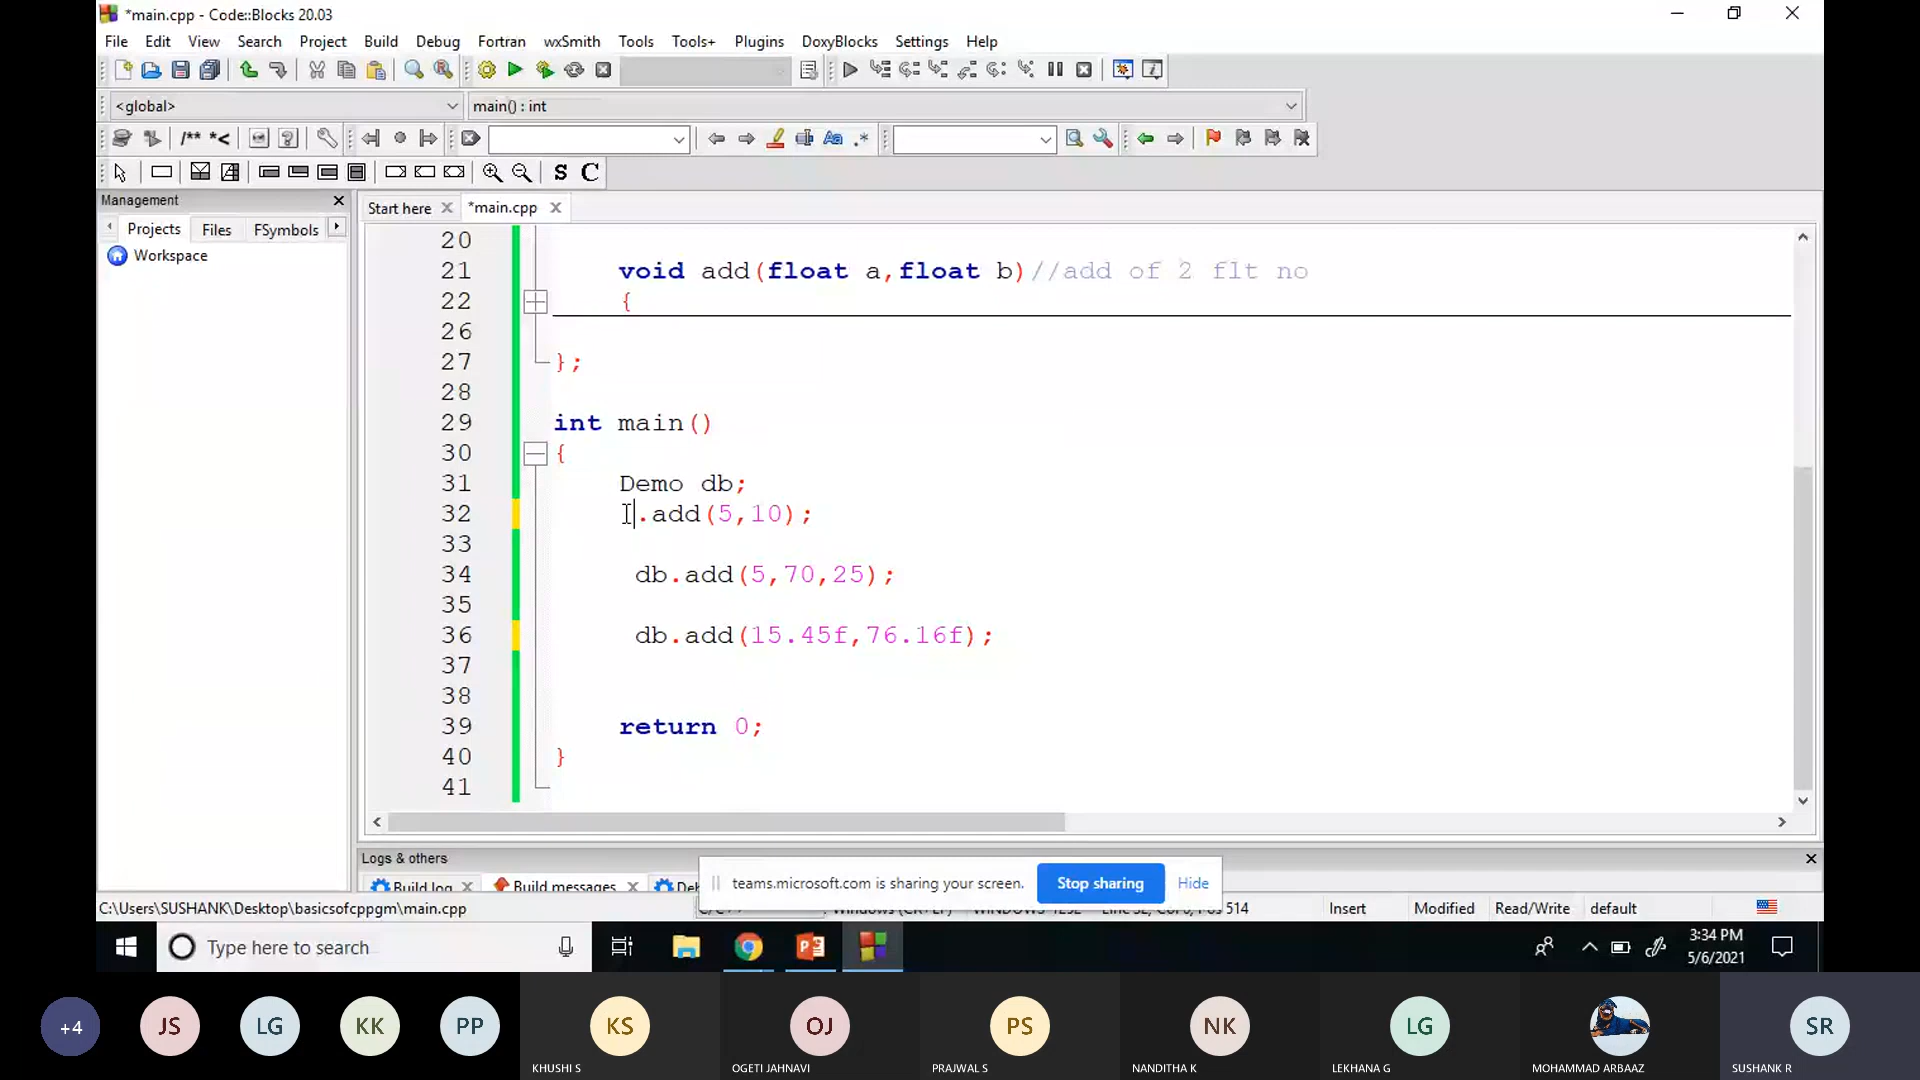 *main.cpp - Code::Blocks 20.03
File Edit View Search Project Build Debug Fortran wxSmith Tools Tools+ Plugins DoxyBlocks Settings Help
<global> main() : int
/** *<
Aa .*
S C
Management
Start here *main.cpp
Projects Files FSymbols
Workspace
20
21 void add(float a,float b)//add of 2 flt no
22 {
26
27 };
28
29 int main()
30 {
31 Demo db;
32 .add(5,10);
33
34 db.add(5,70,25);
35
36 db.add(15.45f,76.16f);
37
38
39 return 0;
40 }
41
Logs & others
Build log Build messages
teams.microsoft.com is sharing your screen. Stop sharing Hide
C:\Users\SUSHANK\Desktop\basicsofcppgm\main.cpp 514 Insert Modified Read/Write default
Type here to search
3:34 PM
5/6/2021
+4 JS LG KK PP KS OJ PS NK LG SR
KHUSHI S OGETI JAHNAVI PRAJWAL S NANDITHA K LEKHANA G MOHAMMAD ARBAAZ SUSHANK R